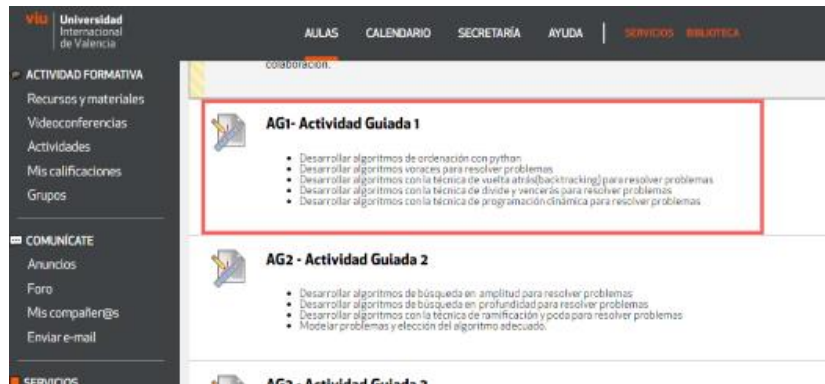 viu Universidad
Internacional
de Valencia
AULAS CALENDARIO SECRETARÍA AYUDA SERVICIOS BIBLIOTECA
ACTIVIDAD FORMATIVA
Recursos y materiales
Videoconferencias
Actividades
Mis calificaciones
Grupos
COMUNÍCATE
Anuncios
Foro
Mis compañer@s
Enviar e-mail
SERVICIOS
colaboración.
AG1- Actividad Guiada 1
Desarrollar algoritmos de ordenación con python
Desarrollar algoritmos voraces para resolver problemas
Desarrollar algoritmos con la técnica de vuelta atrás(backtracking) para resolver problemas
Desarrollar algoritmos con la técnica de divide y vencerás para resolver problemas
Desarrollar algoritmos con la técnica de programación dinámica para resolver problemas
AG2 - Actividad Guiada 2
Desarrollar algoritmos de búsqueda en amplitud para resolver problemas
Desarrollar algoritmos de búsqueda en profundidad para resolver problemas
Desarrollar algoritmos con la técnica de ramificación y poda para resolver problemas
Modelar problemas y elección del algoritmo adecuado.
AG3 - Actividad Guiada 3